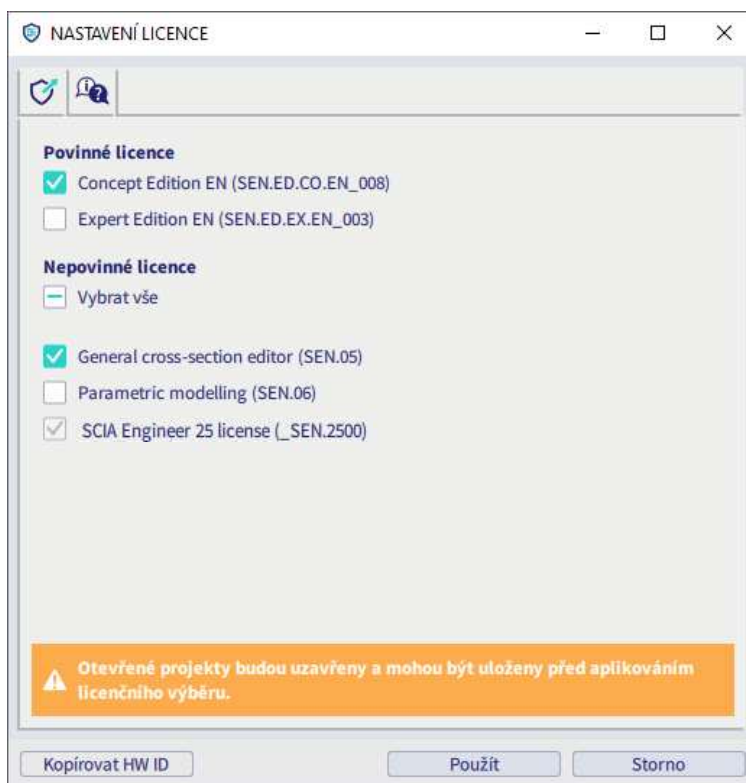 NASTAVENÍ LICENCE
Povinné licence
Concept Edition EN (SEN.ED.CO.EN_008)
Expert Edition EN (SEN.ED.EX.EN_003)
Nepovinné licence
Vybrat vše
General cross-section editor (SEN.05)
Parametric modelling (SEN.06)
SCIA Engineer 25 license (_SEN.2500)
Otevřené projekty budou uzavřeny a mohou být uloženy před aplikováním
licenčního výběru.
Kopírovat HW ID
Použít
Storno